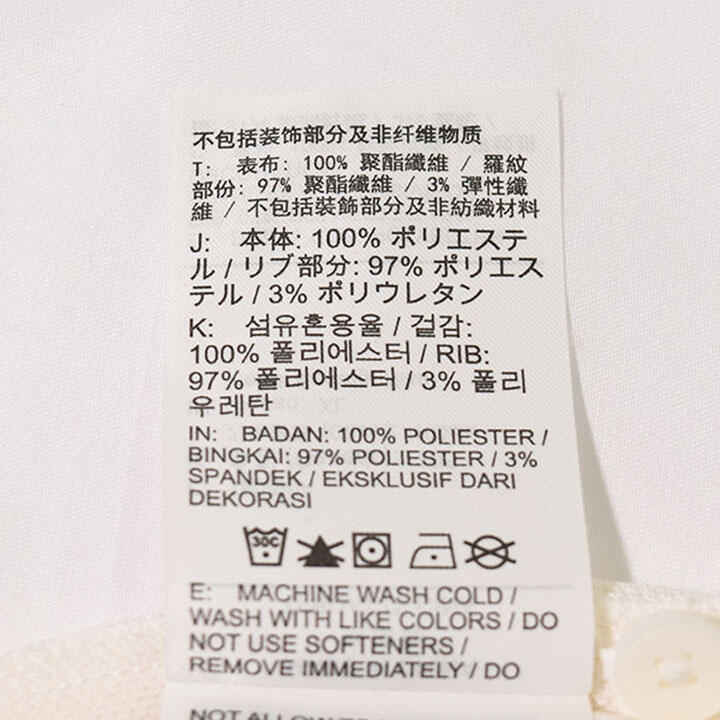 不包括装饰部分及非纤维物质
T: 表布: 100% 聚酯纖維 / 羅紋
部份: 97% 聚酯纖維 / 3% 彈性纖
維 / 不包括裝飾部分及非紡織材料
J: 本体: 100% ポリエステ
ル / リブ部分: 97% ポリエス
テル / 3% ポリウレタン
K: 섬유혼용율 / 겉감:
100% 폴리에스터 / RIB:
97% 폴리에스터 / 3% 폴리
우레탄
IN: BADAN: 100% POLIESTER /
BINGKAI: 97% POLIESTER / 3%
SPANDEK / EKSKLUSIF DARI
DEKORASI
30C
E: MACHINE WASH COLD /
WASH WITH LIKE COLORS / DO
NOT USE SOFTENERS /
REMOVE IMMEDIATELY / DO
NOT ALLOW